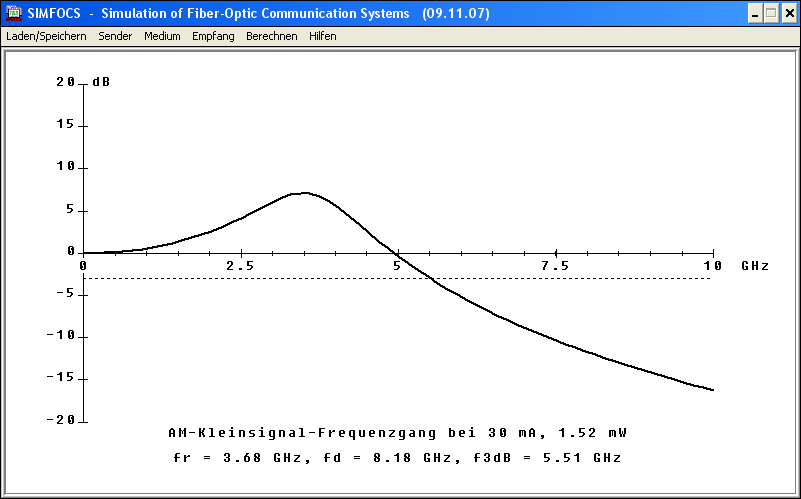 SIMFOCS - Simulation of Fiber-Optic Communication Systems (09.11.07)
Laden/Speichern Sender Medium Empfang Berechnen Hilfen
20 dB
15
10
5
0
0 2.5 5 7.5 10 GHz
-5
-10
-15
-20
AM-Kleinsignal-Frequenzgang bei 30 mA, 1.52 mW
fr = 3.68 GHz, fd = 8.18 GHz, f3dB = 5.51 GHz